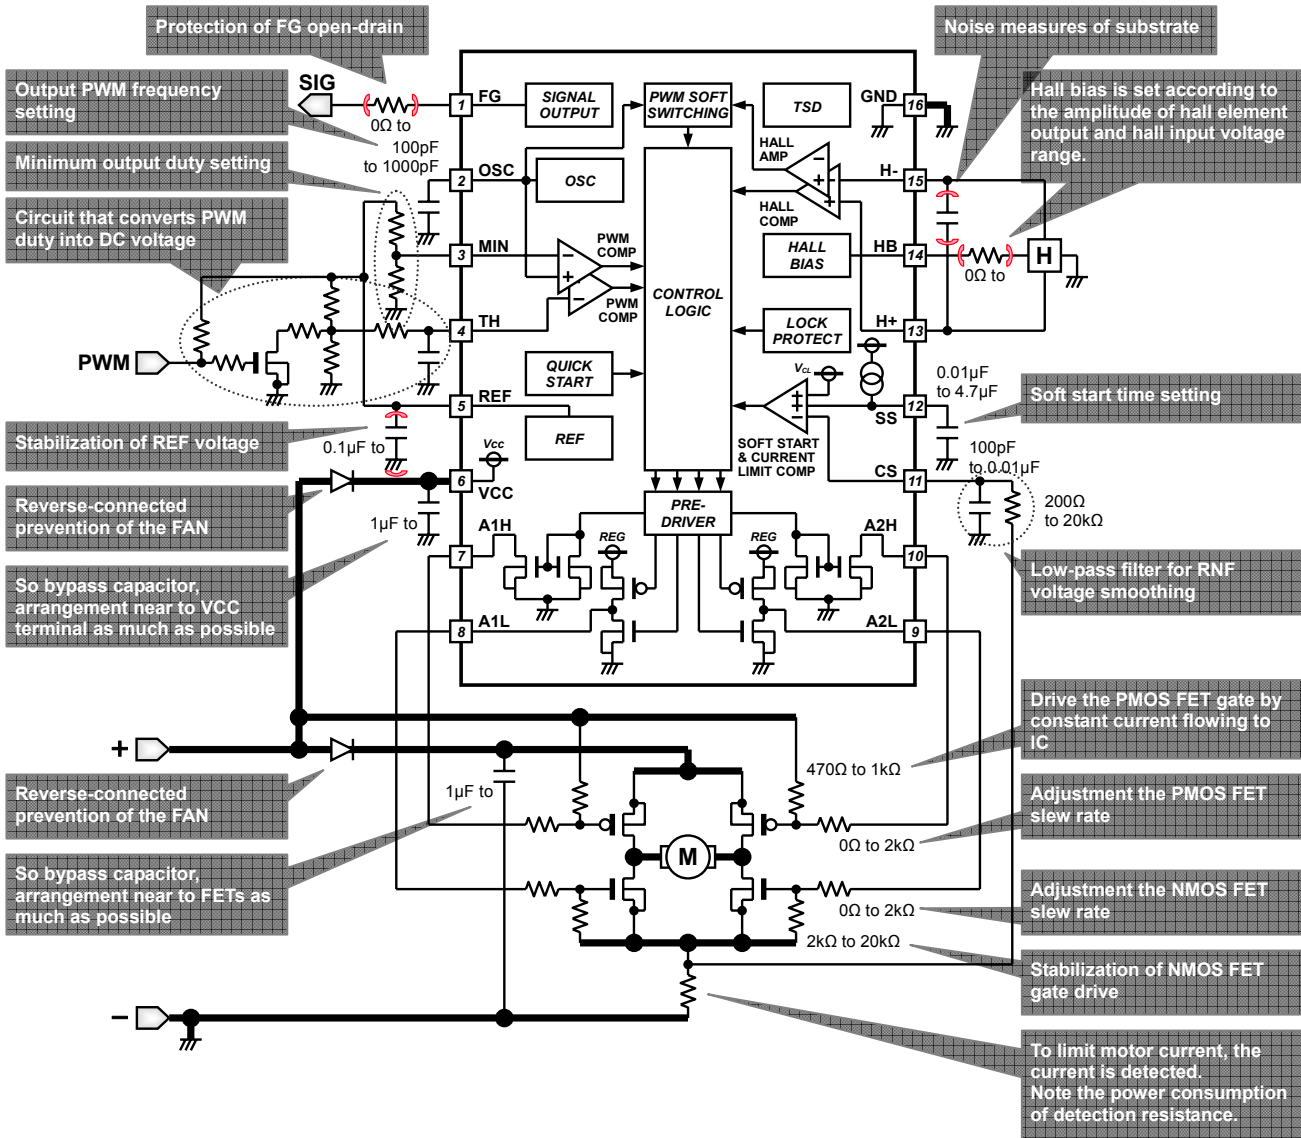 Protection of FG open-drain
Noise measures of substrate
SIG
Output PWM frequency
setting
0Ω to
100pF
to 1000pF
Minimum output duty setting
Circuit that converts PWM
duty into DC voltage
PWM
Stabilization of REF voltage
0.1µF to
Reverse-connected
prevention of the FAN
1µF to
So bypass capacitor,
arrangement near to VCC
terminal as much as possible
1
FG
2
OSC
3
MIN
4
TH
5
REF
6
VCC
7
A1H
8
A1L
SIGNAL
OUTPUT
PWM SOFT
SWITCHING
TSD
OSC
HALL
AMP
HALL
COMP
PWM
COMP
PWM
COMP
CONTROL
LOGIC
HALL
BIAS
LOCK
PROTECT
QUICK
START
REF
Vcc
VCL
SOFT START
& CURRENT
LIMIT COMP
PRE-
DRIVER
REG
REG
GND
16
H-
15
HB
14
H+
13
SS
12
CS
11
A2H
10
A2L
9
Hall bias is set according to
the amplitude of hall element
output and hall input voltage
range.
H
0Ω to
0.01µF
to 4.7µF
Soft start time setting
100pF
to 0.01µF
200Ω
to 20kΩ
Low-pass filter for RNF
voltage smoothing
+
Reverse-connected
prevention of the FAN
1µF to
So bypass capacitor,
arrangement near to FETs as
much as possible
−
M
470Ω to 1kΩ
Drive the PMOS FET gate by
constant current flowing to
IC
0Ω to 2kΩ
Adjustment the PMOS FET
slew rate
0Ω to 2kΩ
Adjustment the NMOS FET
slew rate
2kΩ to 20kΩ
Stabilization of NMOS FET
gate drive
To limit motor current, the
current is detected.
Note the power consumption
of detection resistance.